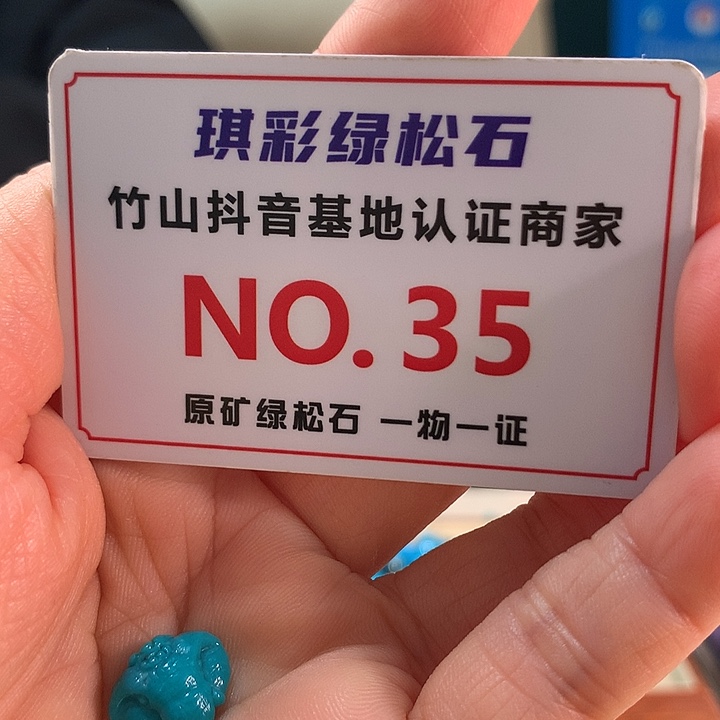 琪彩绿松石
竹山抖音基地认证商家
NO. 35
原矿绿松石 一物一证